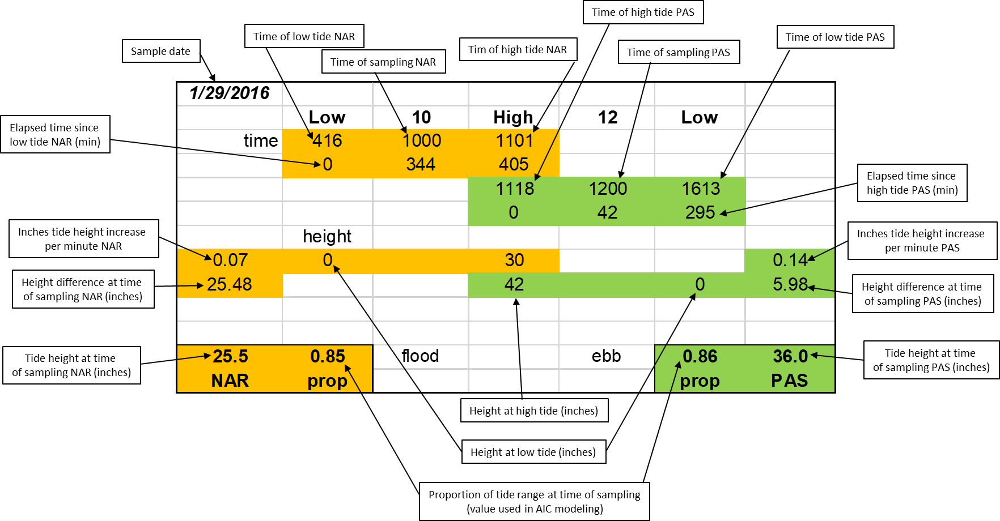 Time of high tide PAS
Time of low tide NAR
Time of low tide PAS
Sample date
Tim of high tide NAR
Time of sampling PAS
Time of sampling NAR
1/29/2016
Low 10 High 12 Low
Elapsed time since
low tide NAR (min)
time 416 1000 1101
0 344 405
1118 1200 1613
Elapsed time since
high tide PAS (min)
0 42 295
Inches tide height increase
per minute NAR
height
Inches tide height increase
per minute PAS
0.07 0 30 0.14
Height difference at time
of sampling NAR (inches)
25.48 42 0 5.98
Height difference at time
of sampling PAS (inches)
Tide height at time
of sampling NAR (inches)
25.5 0.85 flood ebb 0.86 36.0
NAR prop prop PAS
Tide height at time
of sampling PAS (inches)
Height at high tide (inches)
Height at low tide (inches)
Proportion of tide range at time of sampling
(value used in AIC modeling)